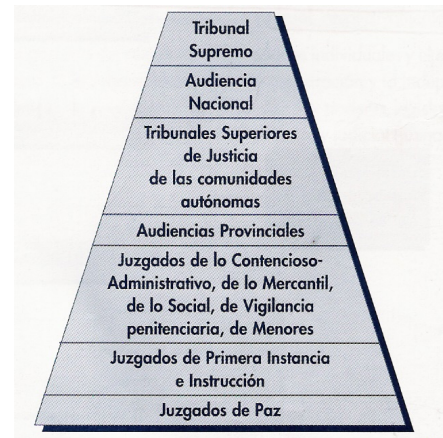 Tribunal
Supremo
Audiencia
Nacional
Tribunales Superiores
de Justicia
de las comunidades
autónomas
Audiencias Provinciales
Juzgados de lo Contencioso-
Administrativo, de lo Mercantil,
de lo Social, de Vigilancia
penitenciaria, de Menores
Juzgados de Primera Instancia
e Instrucción
Juzgados de Paz